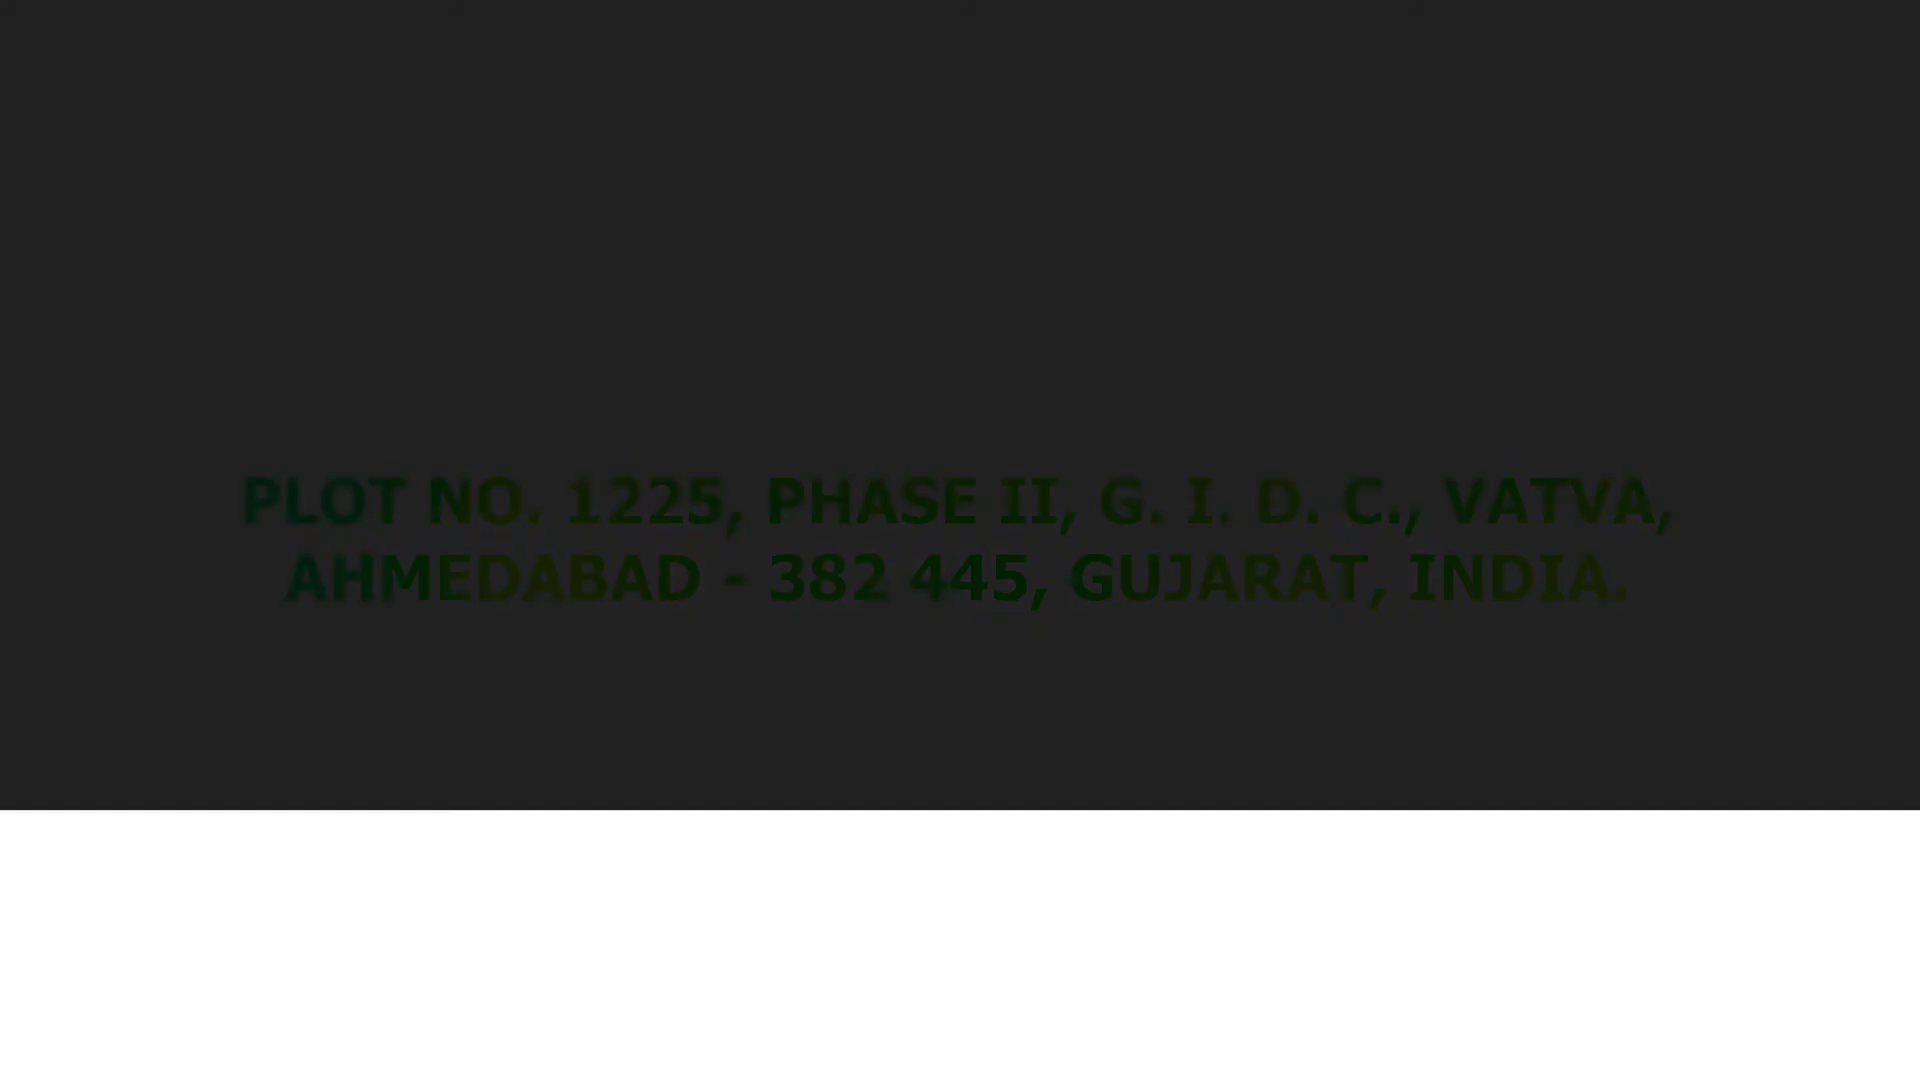 PLOT NO. 1225, PHASE II, G. I. D. C., VATVA,
AHMEDABAD - 382 445, GUJARAT, INDIA.